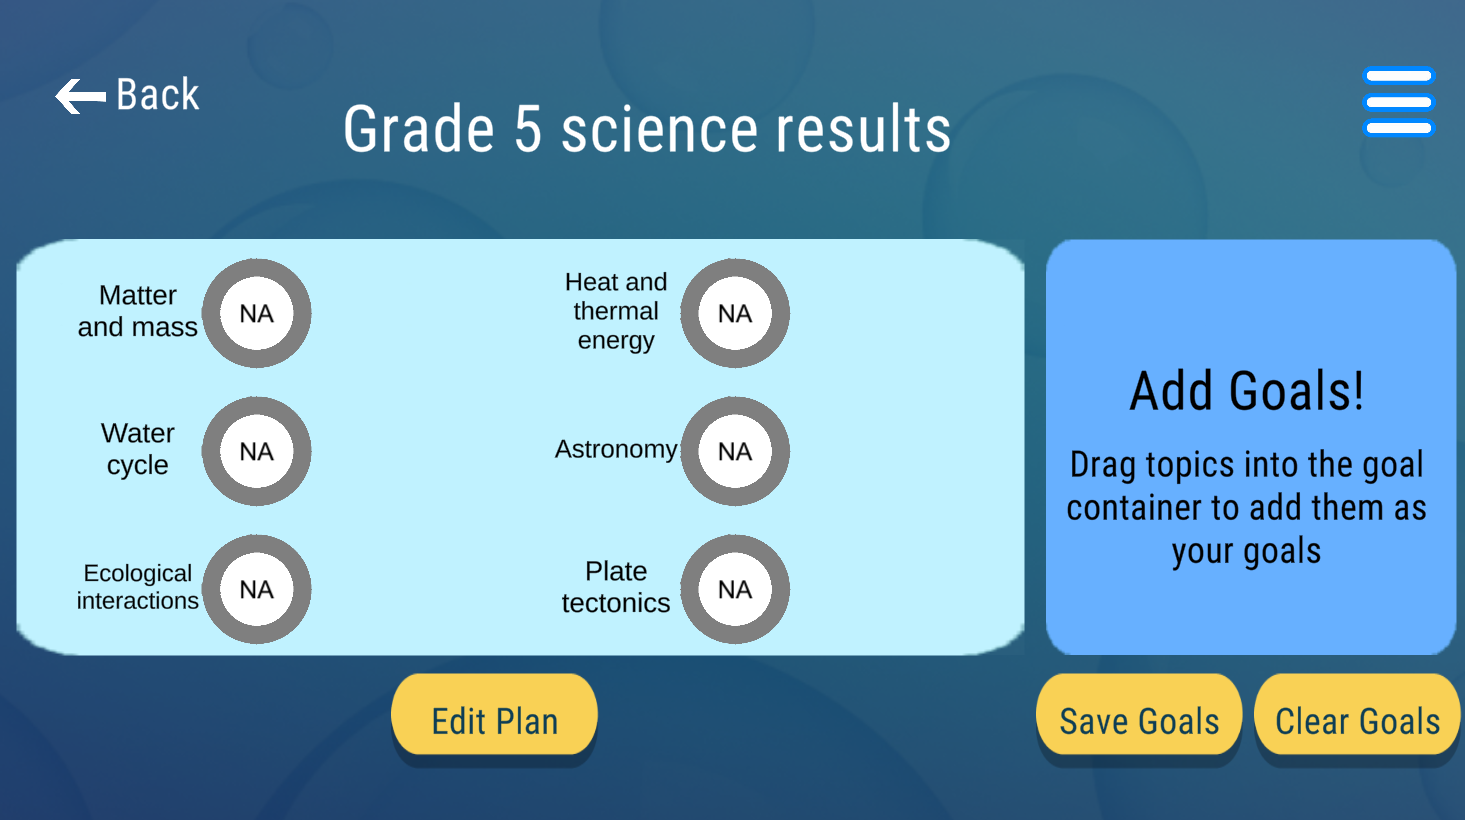 Back
Grade 5 science results
Matter
and mass
NA
Heat and
thermal
energy
NA
Water
cycle
NA
Astronomy
NA
Ecological
interactions
NA
Plate
tectonics
NA
Add Goals!
Drag topics into the goal
container to add them as
your goals
Edit Plan
Save Goals
Clear Goals